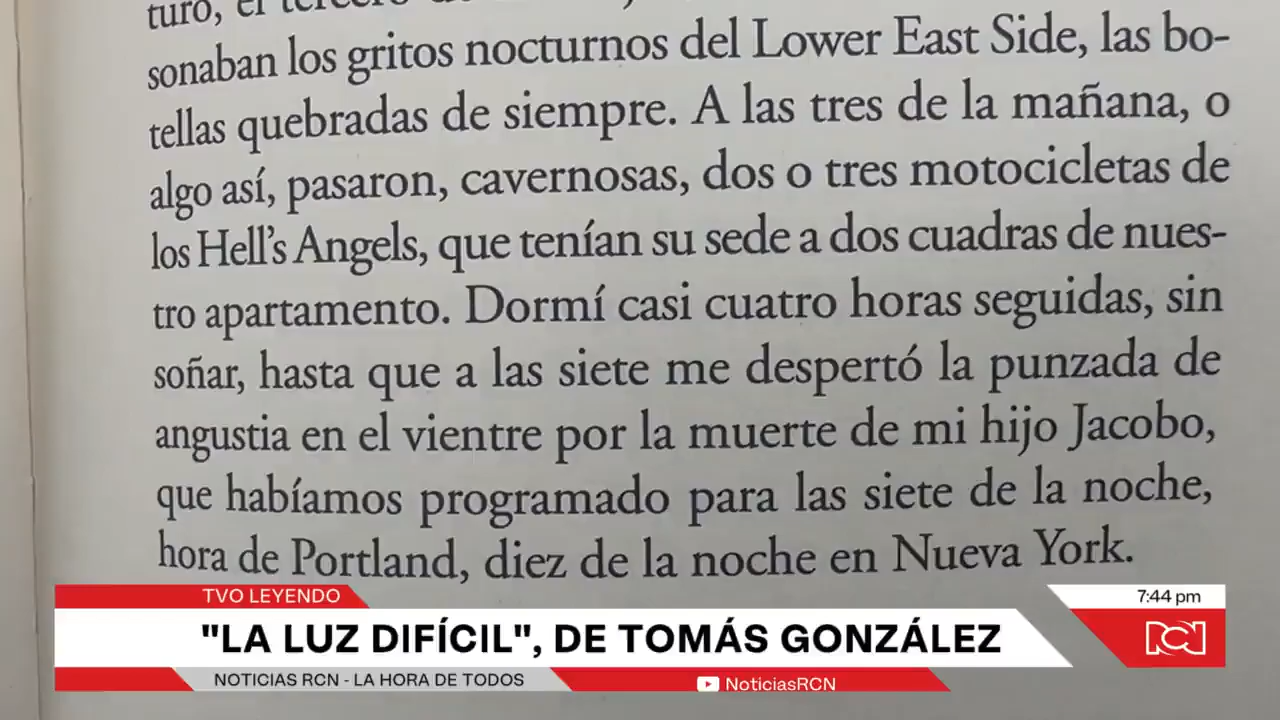 turo, el tercero de
sonaban los gritos nocturnos del Lower East Side, las bo-
tellas quebradas de siempre. A las tres de la mañana, o
algo así, pasaron, cavernosas, dos o tres motocicletas de
los Hell's Angels, que tenían su sede a dos cuadras de nues-
tro apartamento. Dormí casi cuatro horas seguidas, sin
soñar, hasta que a las siete me despertó la punzada de
angustia en el vientre por la muerte de mi hijo Jacobo,
que habíamos programado para las siete de la noche,
hora de Portland, diez de la noche en Nueva York.
TVO LEYENDO
7:44 pm
"LA LUZ DIFÍCIL", DE TOMÁS GONZÁLEZ
RCN
NOTICIAS RCN - LA HORA DE TODOS
NoticiasRCN